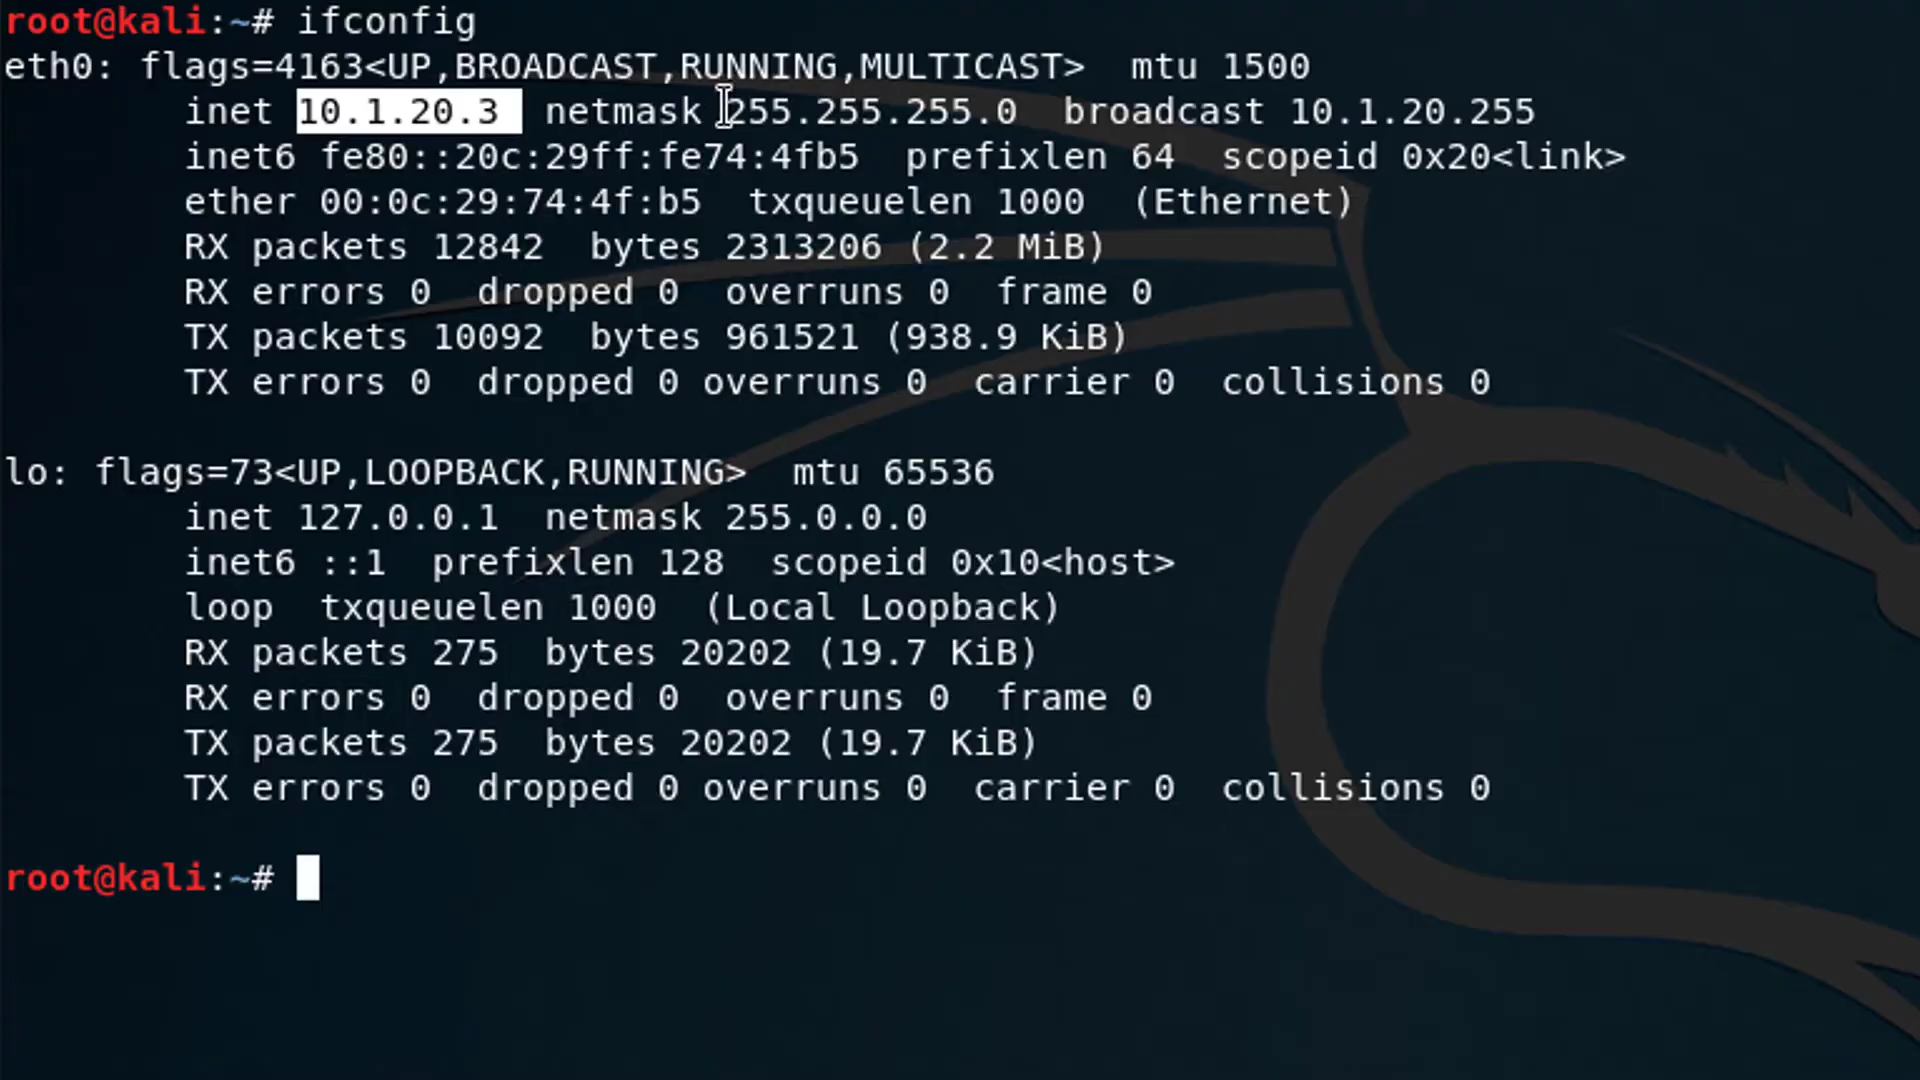 root@kali:~# ifconfig
eth0: flags=4163<UP,BROADCAST,RUNNING,MULTICAST>  mtu 1500
        inet 10.1.20.3  netmask 255.255.255.0  broadcast 10.1.20.255
        inet6 fe80::20c:29ff:fe74:4fb5  prefixlen 64  scopeid 0x20<link>
        ether 00:0c:29:74:4f:b5  txqueuelen 1000  (Ethernet)
        RX packets 12842  bytes 2313206 (2.2 MiB)
        RX errors 0  dropped 0  overruns 0  frame 0
        TX packets 10092  bytes 961521 (938.9 KiB)
        TX errors 0  dropped 0 overruns 0  carrier 0  collisions 0
lo: flags=73<UP,LOOPBACK,RUNNING>  mtu 65536
        inet 127.0.0.1  netmask 255.0.0.0
        inet6 ::1  prefixlen 128  scopeid 0x10<host>
        loop  txqueuelen 1000  (Local Loopback)
        RX packets 275  bytes 20202 (19.7 KiB)
        RX errors 0  dropped 0  overruns 0  frame 0
        TX packets 275  bytes 20202 (19.7 KiB)
        TX errors 0  dropped 0 overruns 0  carrier 0  collisions 0
root@kali:~#